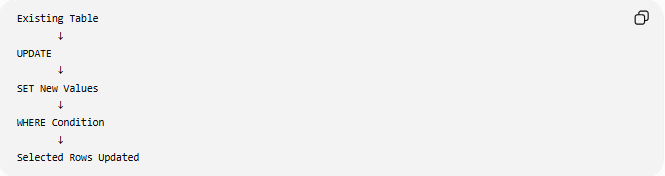 Existing Table
↓
UPDATE
↓
SET New Values
↓
WHERE Condition
↓
Selected Rows Updated